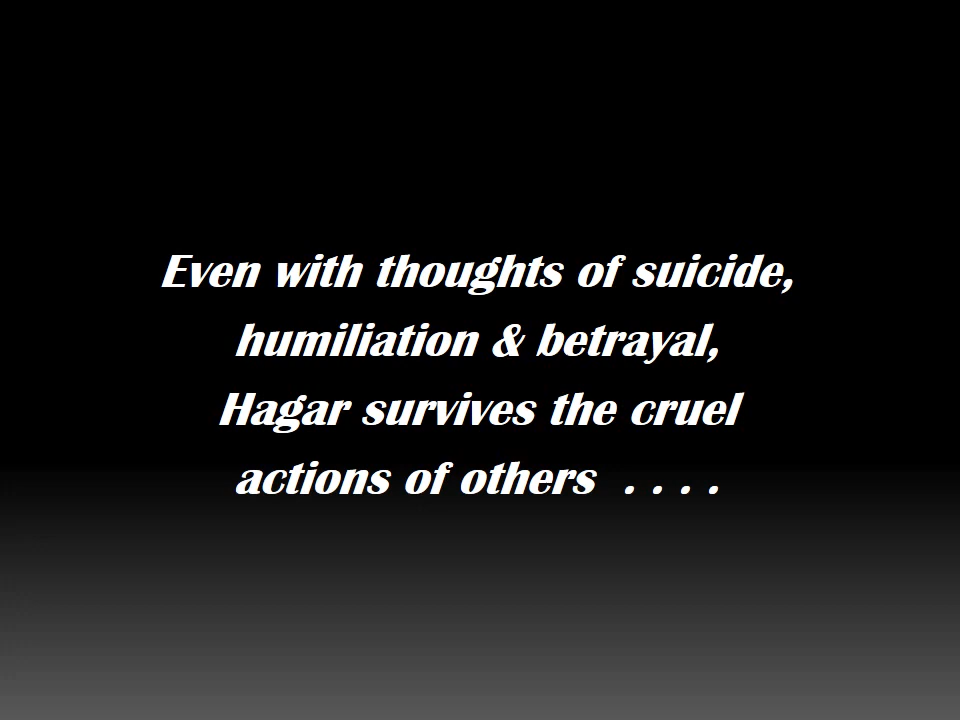 Even with thoughts of suicide,
humiliation & betrayal,
Hagar survives the cruel
actions of others . . . .